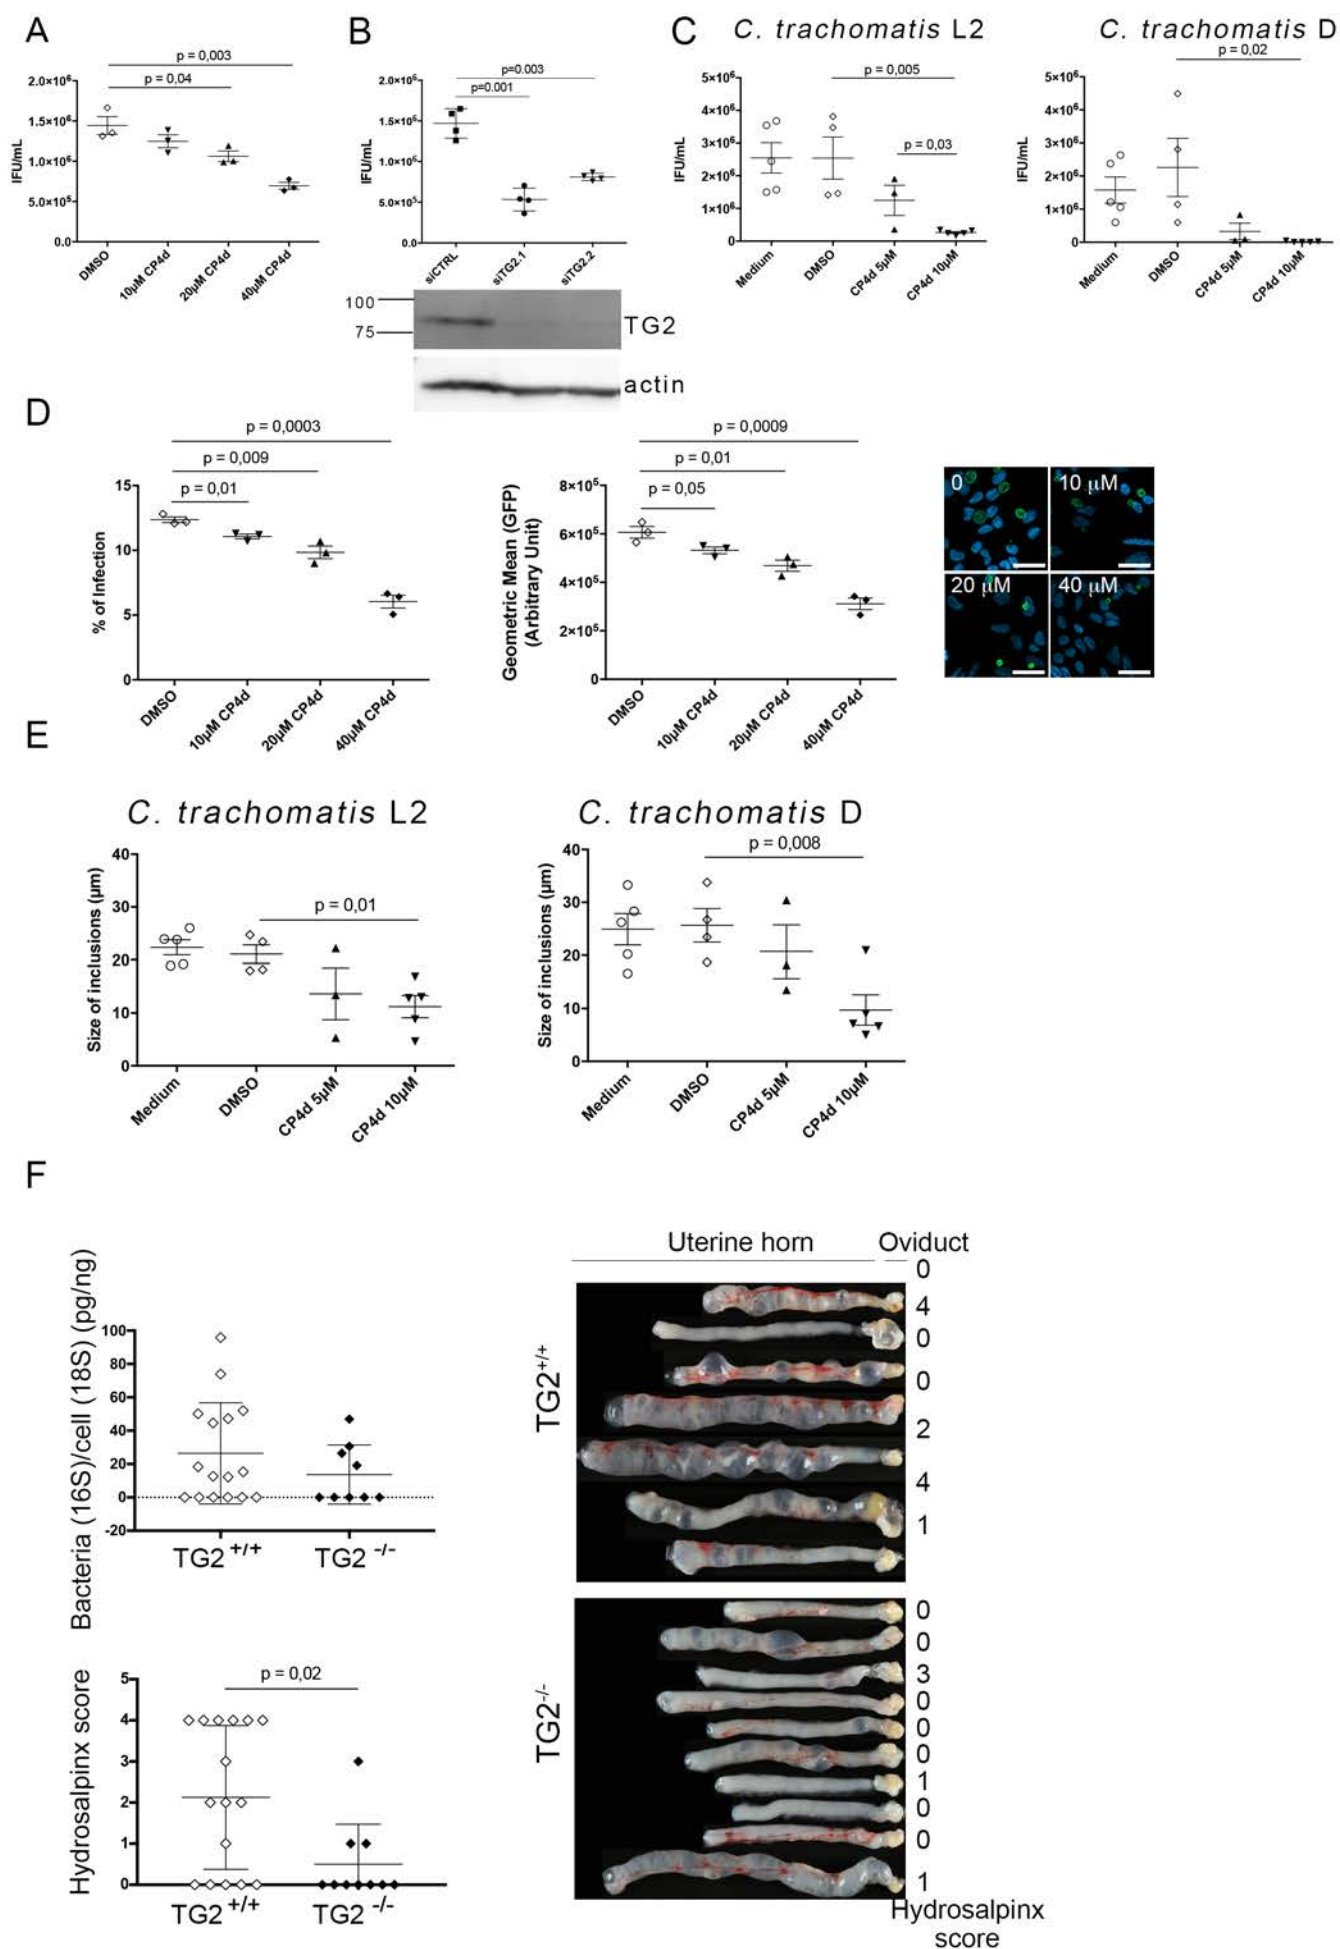 A
p = 0,003
p = 0,04
2.0×10⁶
1.5×10⁶
1.0×10⁶
5.0×10⁵
0.0
IFU/mL
DMSO
10µM CP4d
20µM CP4d
40µM CP4d
B
p=0.003
p=0.001
2.0×10⁶
1.5×10⁶
1.0×10⁶
5.0×10⁵
0.0
IFU/mL
siCTRL
siTG2.1
siTG2.2
100
75
TG2
actin
C
C. trachomatis L2
p = 0,005
p = 0,03
5×10⁶
4×10⁶
3×10⁶
2×10⁶
1×10⁶
0
IFU/mL
Medium
DMSO
CP4d 5µM
CP4d 10µM
C. trachomatis D
p = 0,02
5×10⁶
4×10⁶
3×10⁶
2×10⁶
1×10⁶
0
IFU/mL
Medium
DMSO
CP4d 5µM
CP4d 10µM
D
p = 0,0003
p = 0,009
p = 0,01
15
10
5
0
% of Infection
DMSO
10µM CP4d
20µM CP4d
40µM CP4d
p = 0,0009
p = 0,01
p = 0,05
8×10⁵
6×10⁵
4×10⁵
2×10⁵
0
Geometric Mean (GFP)
(Arbitrary Unit)
DMSO
10µM CP4d
20µM CP4d
40µM CP4d
0
10 µM
20 µM
40 µM
E
C. trachomatis L2
p = 0,01
40
30
20
10
0
Size of inclusions (µm)
Medium
DMSO
CP4d 5µM
CP4d 10µM
C. trachomatis D
p = 0,008
40
30
20
10
0
Size of inclusions (µm)
Medium
DMSO
CP4d 5µM
CP4d 10µM
F
Bacteria (16S)/cell (18S) (pg/ng)
100
80
60
40
20
0
-20
TG2 +/+
TG2 -/-
Hydrosalpinx score
p = 0,02
5
4
3
2
1
0
TG2 +/+
TG2 -/-
Uterine horn
Oviduct
TG2+/+
0
4
0
0
2
4
1
TG2-/-
0
0
3
0
0
0
1
0
0
1
Hydrosalpinx
score